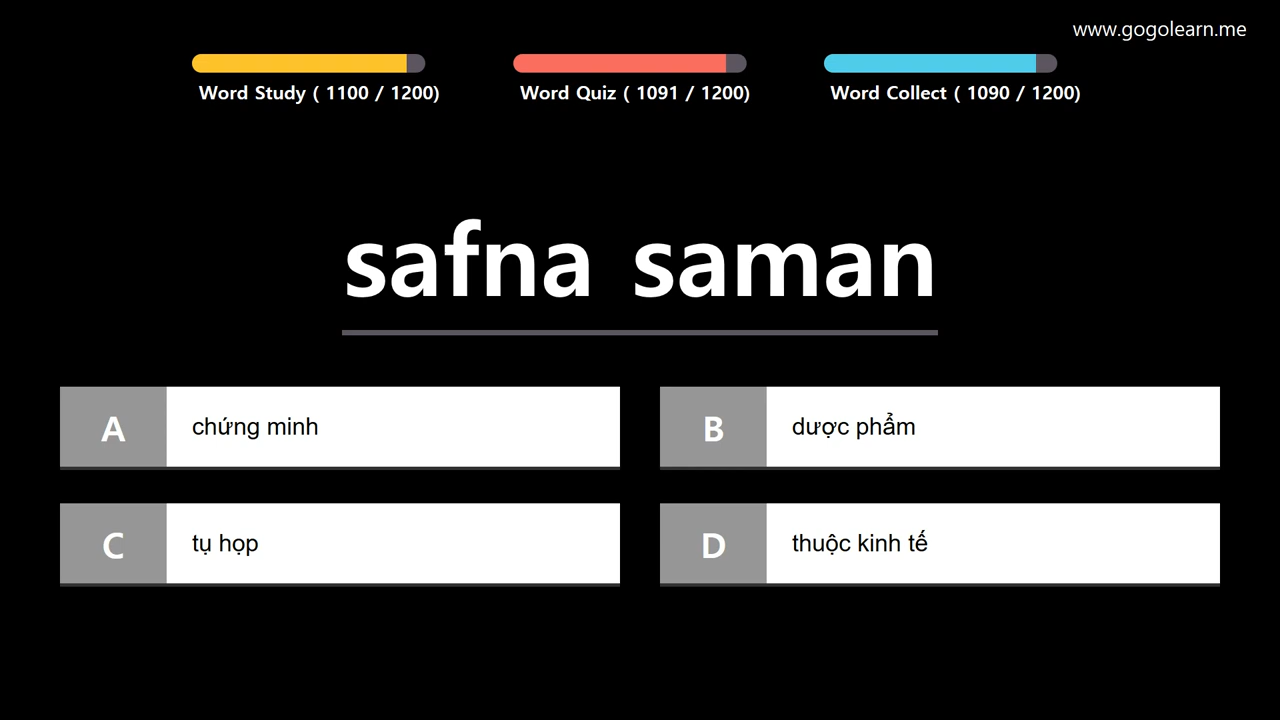 www.gogolearn.me
Word Study ( 1100 / 1200)
Word Quiz ( 1091 / 1200)
Word Collect ( 1090 / 1200)
safna saman
A chứng minh
B dược phẩm
C tụ họp
D thuộc kinh tế